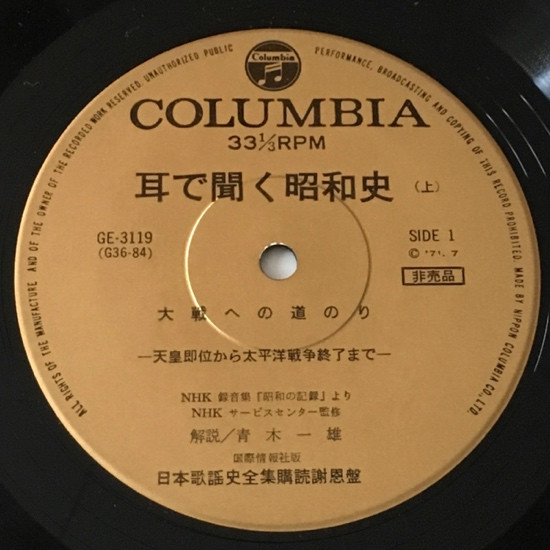 Columbia
ALL RIGHTS OF THE MANUFACTURE AND OF THE OWNER OF THE RECORDED WORK RESERVED. UNAUTHORIZED PUBLIC PERFORMANCE, BROADCASTING AND COPYING OF THIS RECORD PROHIBITED. MADE BY NIPPON COLUMBIA CO., LTD.
COLUMBIA
33⅓RPM
耳で聞く昭和史 (上)
GE-3119
(G36-84)
SIDE 1
Ⓒ '71.7
非売品
大戦への道のり
―天皇即位から太平洋戦争終了まで―
NHK 録音集『昭和の記録』より
NHK サービスセンター監修
解説/青木一雄
国際情報社版
日本歌謡史全集購読謝恩盤